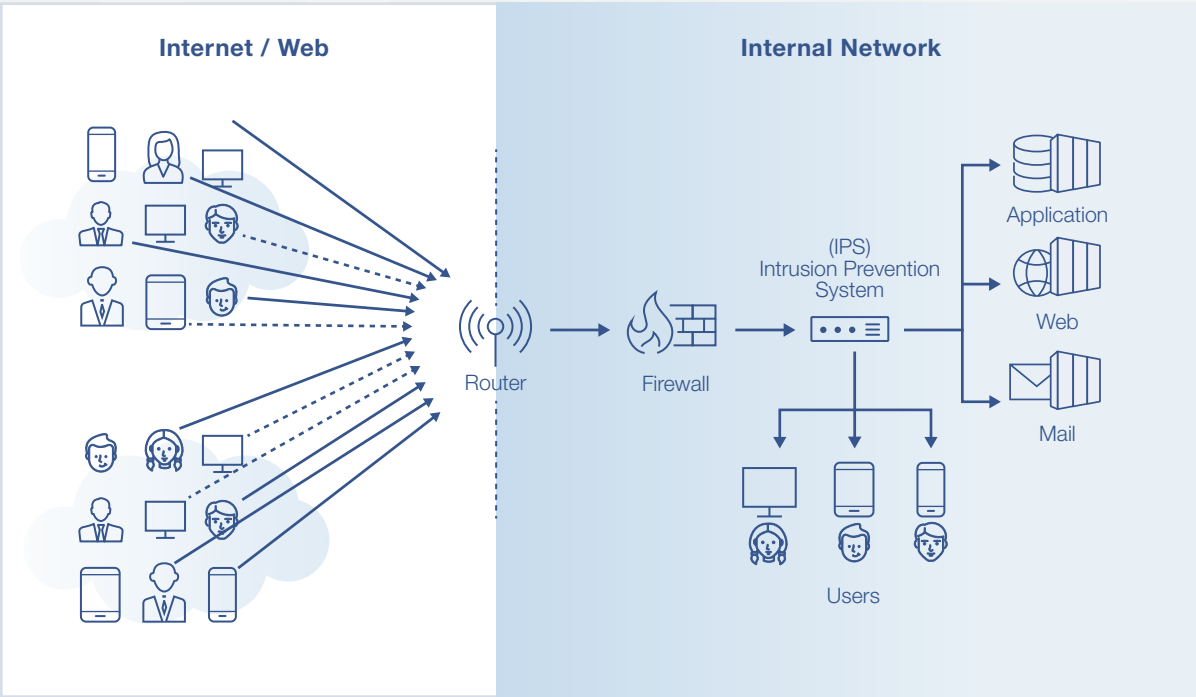 Internet / Web
Internal Network
Application
(IPS)
Intrusion Prevention
System
Web
Router
Firewall
Mail
Users